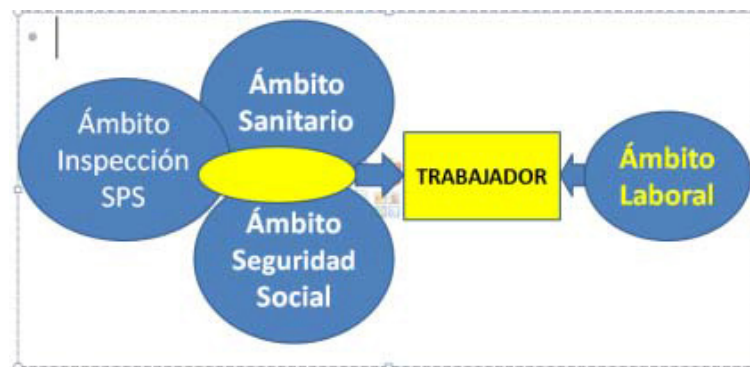 Ámbito
Sanitario
Ámbito
Inspección
SPS
TRABAJADOR
Ámbito
Laboral
Ámbito
Seguridad
Social